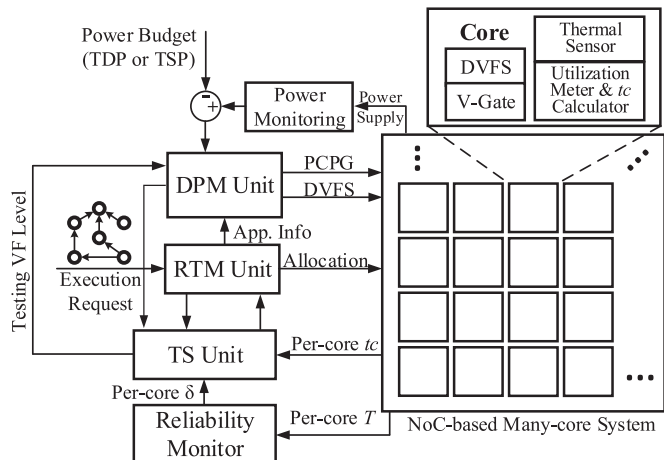 Power Budget
(TDP or TSP)
-
+
Power
Monitoring
Power
Supply
Core
DVFS
V-Gate
Thermal
Sensor
Utilization
Meter & tc
Calculator
DPM Unit
PCPG
DVFS
App. Info
RTM Unit
Allocation
Execution
Request
Testing VF Level
TS Unit
Per-core tc
Per-core δ
Reliability
Monitor
Per-core T
NoC-based Many-core System